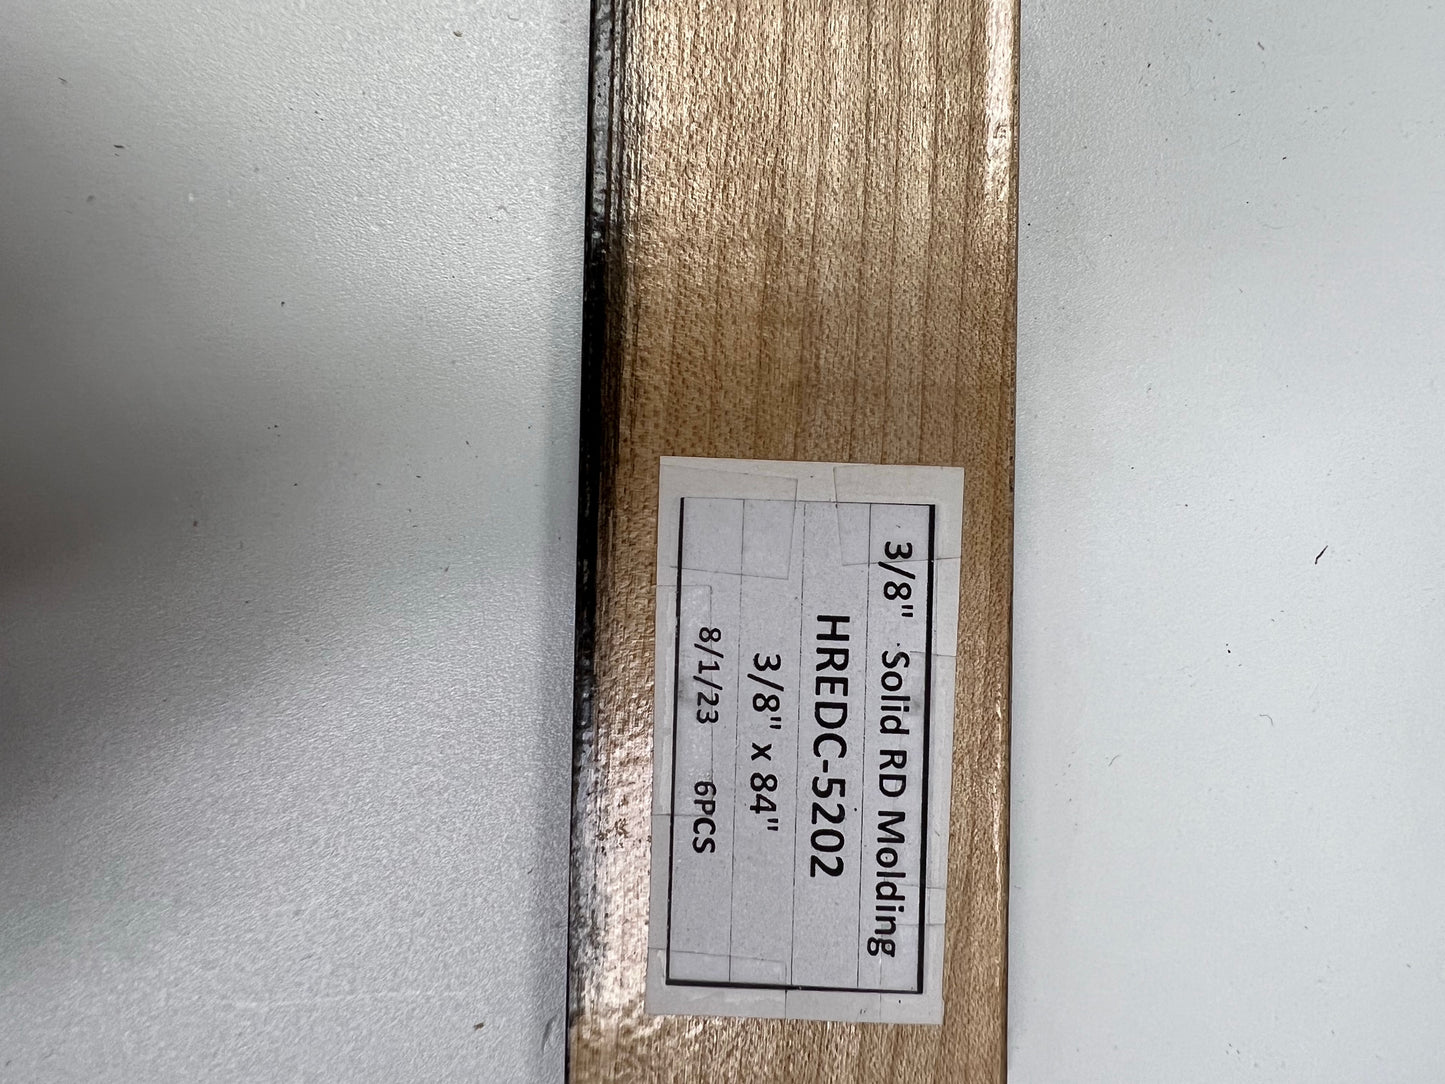 3/8" Solid RD Molding
HREDC-5202
3/8" x 84"
8/1/23 6PCS